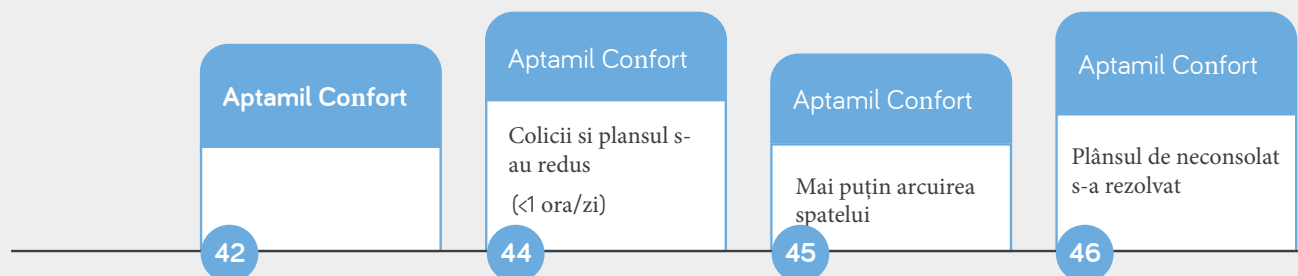 Aptamil Confort
42
Aptamil Confort
Colicii si plansul s-
au redus
(<1 ora/zi)
44
Aptamil Confort
Mai puțin arcuirea
spatelui
45
Aptamil Confort
Plânsul de neconsolat
s-a rezolvat
46